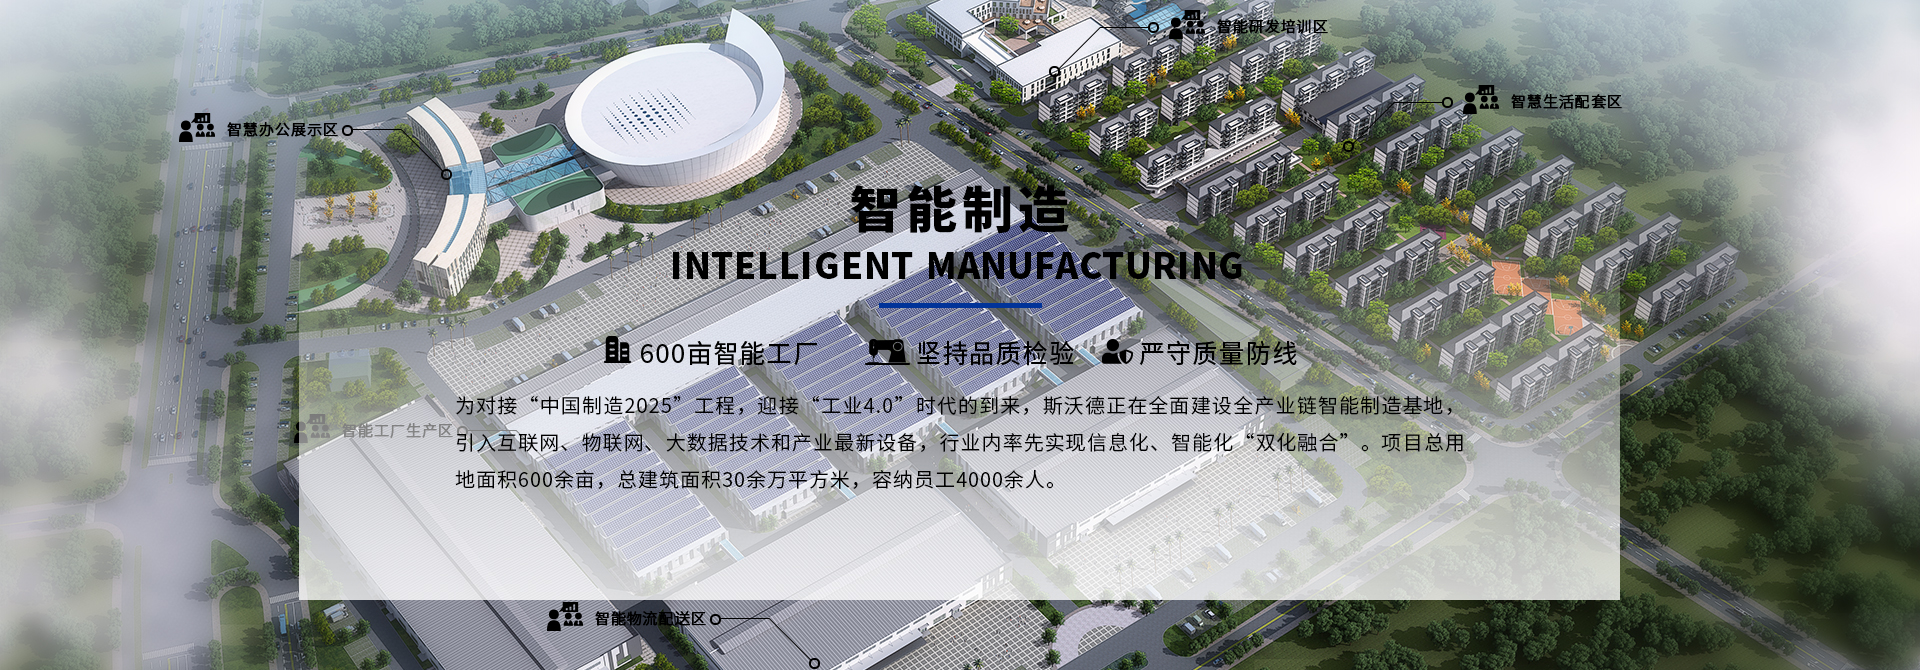 智能研发培训区
智慧生活配套区
智慧办公展示区
智能制造
INTELLIGENT MANUFACTURING
600亩智能工厂 坚持品质检验 严守质量防线
为对接“中国制造2025”工程，迎接“工业4.0”时代的到来，斯沃德正在全面建设全产业链智能制造基地，
智能工厂生产区
引入互联网、物联网、大数据技术和产业最新设备，行业内率先实现信息化、智能化“双化融合”。项目总用
地面积600余亩，总建筑面积30余万平方米，容纳员工4000余人。
智能物流配送区